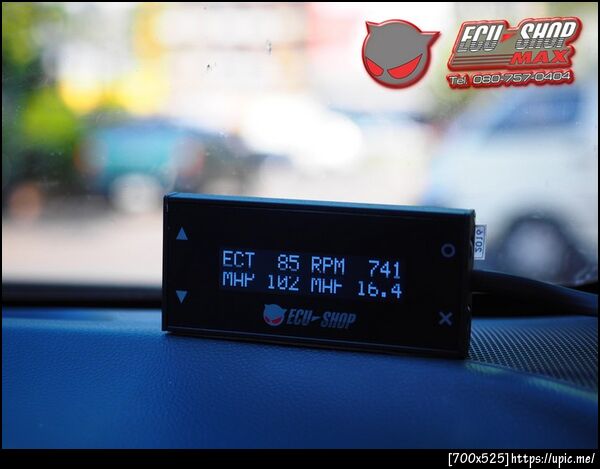 ECU-SHOP
MAX
Tel. 080-757-0404
2019
ECT 85 RPM 741
MAP 102 MAF 16.4
ECU-SHOP
[700x525]https://upic.me/